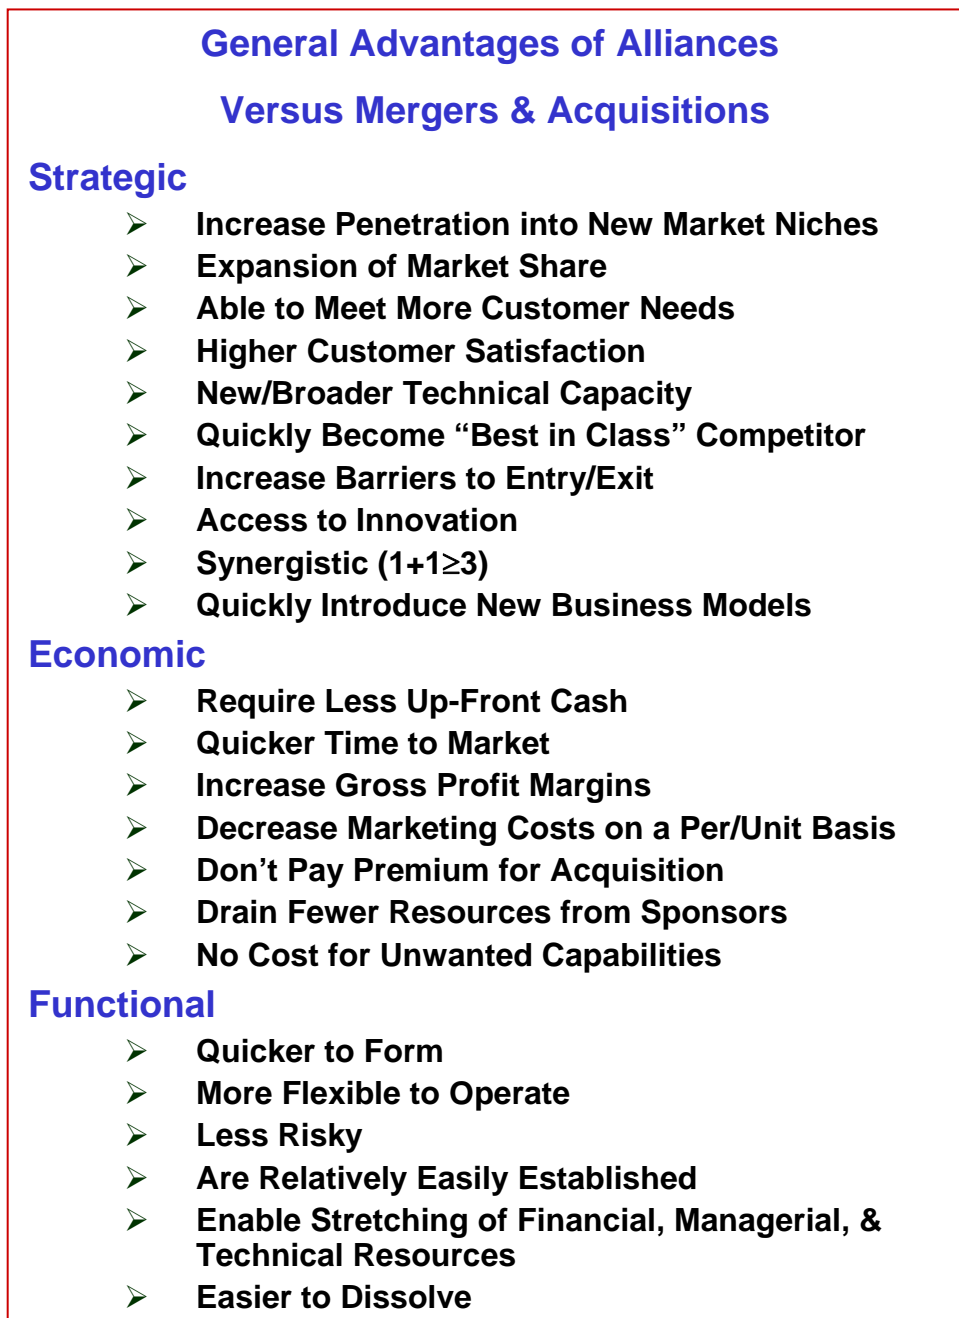 General Advantages of Alliances
Versus Mergers & Acquisitions
Strategic
➢ Increase Penetration into New Market Niches
➢ Expansion of Market Share
➢ Able to Meet More Customer Needs
➢ Higher Customer Satisfaction
➢ New/Broader Technical Capacity
➢ Quickly Become “Best in Class” Competitor
➢ Increase Barriers to Entry/Exit
➢ Access to Innovation
➢ Synergistic (1+1≥3)
➢ Quickly Introduce New Business Models
Economic
➢ Require Less Up-Front Cash
➢ Quicker Time to Market
➢ Increase Gross Profit Margins
➢ Decrease Marketing Costs on a Per/Unit Basis
➢ Don’t Pay Premium for Acquisition
➢ Drain Fewer Resources from Sponsors
➢ No Cost for Unwanted Capabilities
Functional
➢ Quicker to Form
➢ More Flexible to Operate
➢ Less Risky
➢ Are Relatively Easily Established
➢ Enable Stretching of Financial, Managerial, &
Technical Resources
➢ Easier to Dissolve